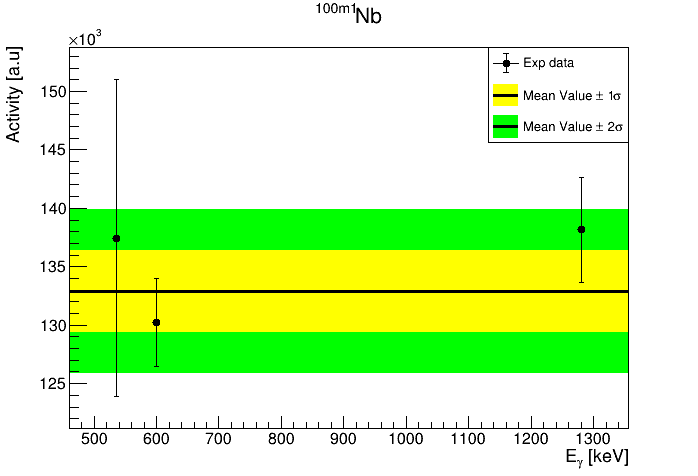 100m1Nb
×10³
Activity [a.u]
Exp data
Mean Value ± 1σ
Mean Value ± 2σ
150
145
140
135
130
125
500 600 700 800 900 1000 1100 1200 1300
Eγ [keV]